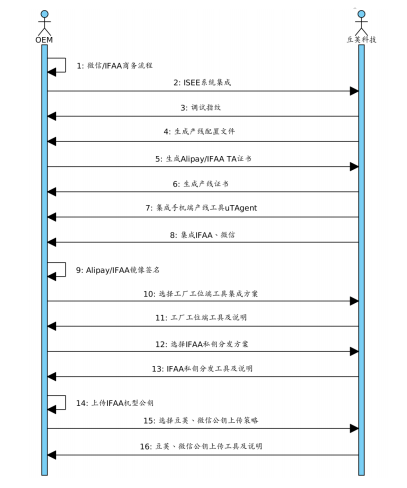 OEM
豆荚科技
1: 微信/IFAA商务流程
2: ISEE系统集成
3: 调试指纹
4: 生成产线配置文件
5: 生成Alipay/IFAA TA证书
6: 生成产线证书
7: 集成手机端产线工具uTAgent
8: 集成IFAA、微信
9: Alipay/IFAA镜像签名
10: 选择工厂工位端工具集成方案
11: 工厂工位端工具及说明
12: 选择IFAA私钥分发方案
13: IFAA私钥分发工具及说明
14: 上传IFAA机型公钥
15: 选择豆荚、微信公钥上传策略
16: 豆荚、微信公钥上传工具及说明